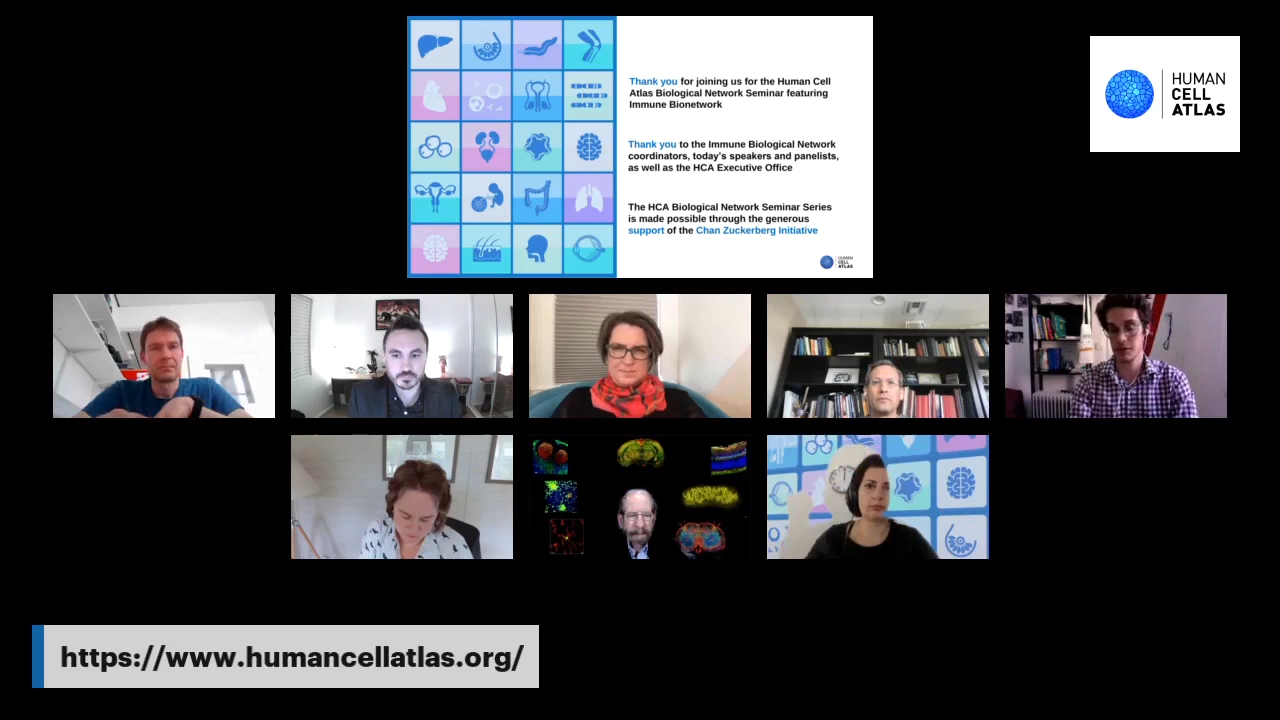 Thank you for joining us for the Human Cell
Atlas Biological Network Seminar featuring
Immune Bionetwork
Thank you to the Immune Biological Network
coordinators, today's speakers and panelists,
as well as the HCA Executive Office
The HCA Biological Network Seminar Series
is made possible through the generous
support of the Chan Zuckerberg Initiative
HUMAN
CELL
ATLAS
HUMAN
CELL
ATLAS
https://www.humancellatlas.org/